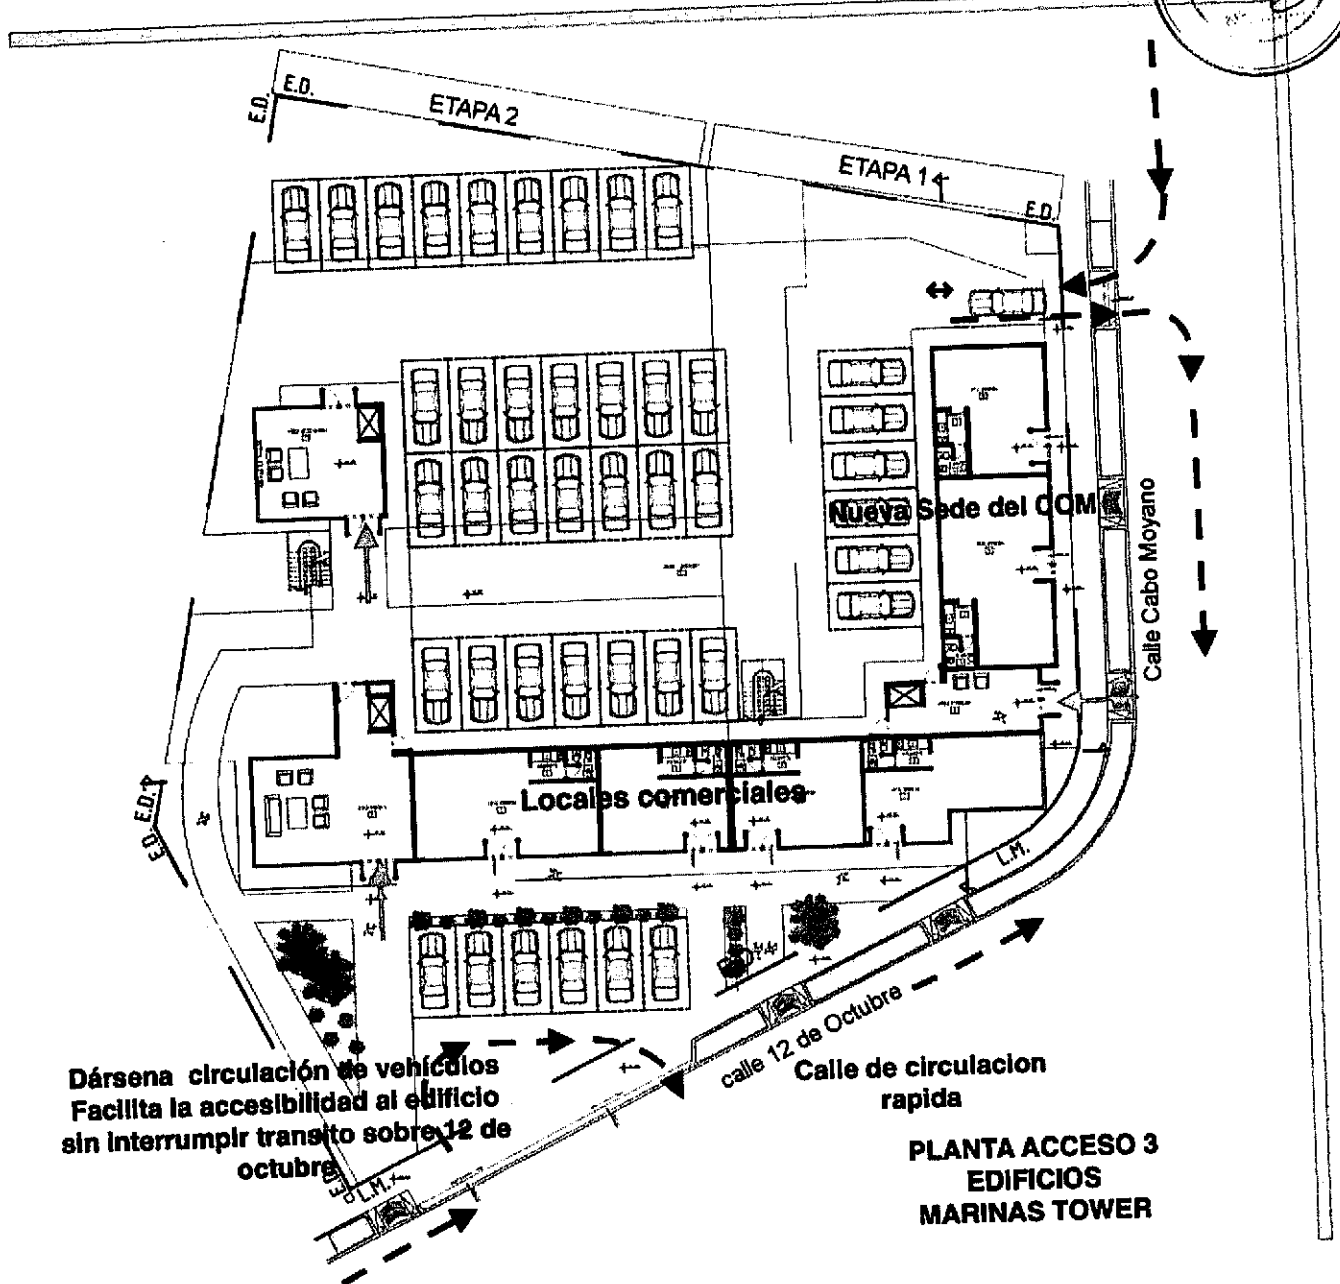 E.D.
E.D.
ETAPA 2
ETAPA 1
E.D.
Nueva Sede del COM
Calle Cabo Moyano
E.D.
E.D.
Locales comerciales
L.M.
calle 12 de Octubre
Dársena circulación de vehículos
Facilita la accesibilidad al edificio
sin interrumpir transito sobre 12 de
octubre
Calle de circulacion
rapida
L.M.
PLANTA ACCESO 3
EDIFICIOS
MARINAS TOWER